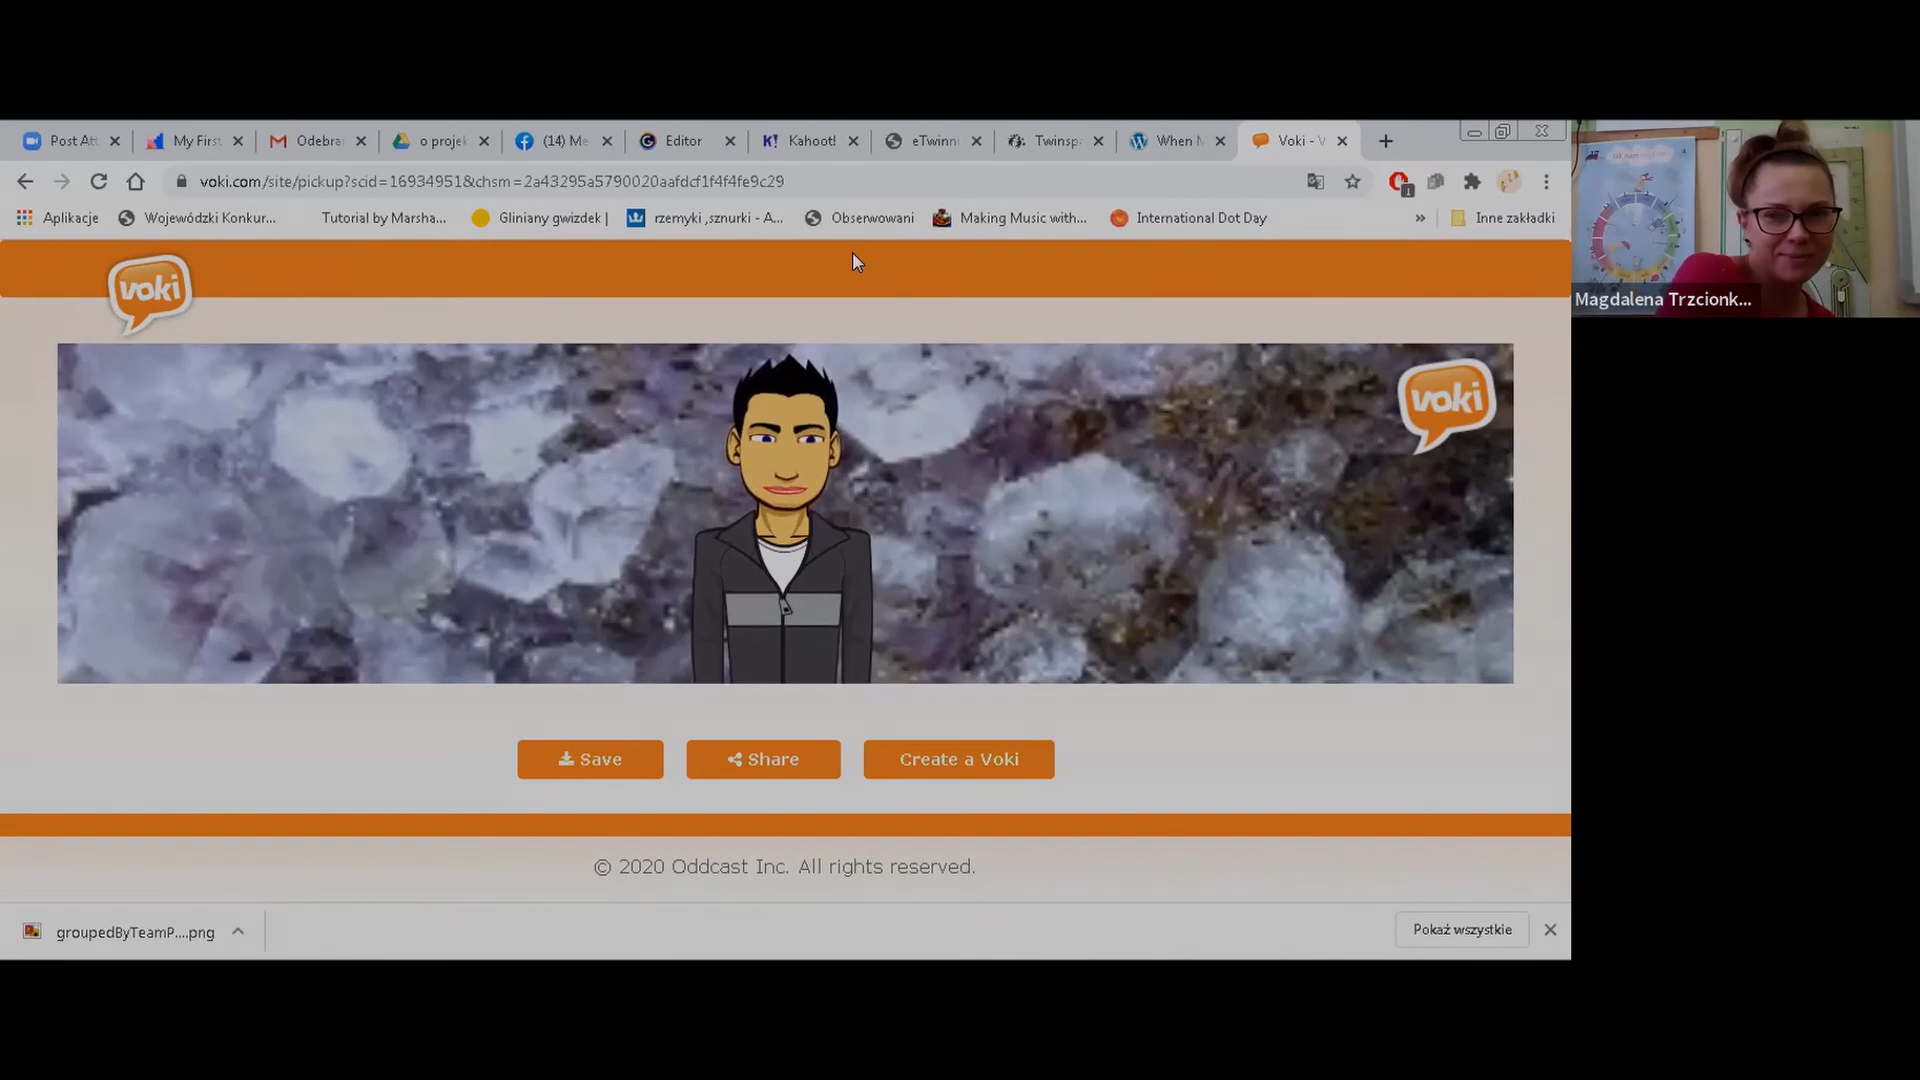 Post Att
My First
Odebra
o projek
(14) Me
Editor
Kahoot!
eTwinni
Twinspa
When N
Voki - V
voki.com/site/pickup?scid=16934951&chsm=2a43295a5790020aafdcf1f4f4fe9c29
1
Aplikacje
Wojewódzki Konkur...
Tutorial by Marsha...
Gliniany gwizdek |
rzemyki ,sznurki - A...
Obserwowani
Making Music with...
International Dot Day
»
Inne zakładki
voki
voki
Magdalena Trzcionk...
Save
Share
Create a Voki
© 2020 Oddcast Inc. All rights reserved.
groupedByTeamP....png
Pokaż wszystkie